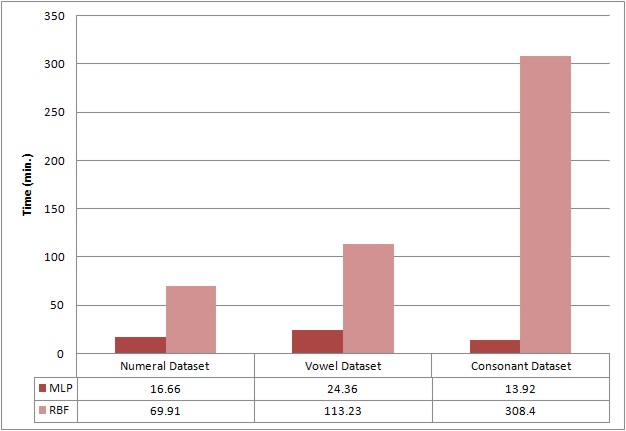 350
300
250
200
150
100
50
0
Time (min.)
Numeral Dataset Vowel Dataset Consonant Dataset
MLP 16.66 24.36 13.92
RBF 69.91 113.23 308.4